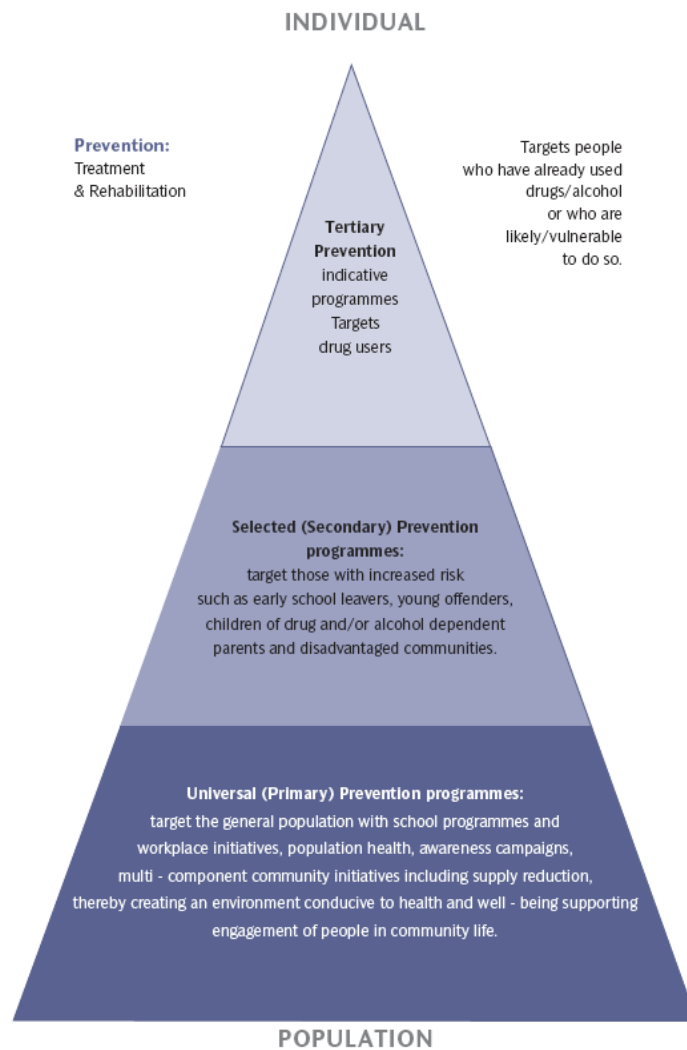 INDIVIDUAL
Prevention:
Treatment
& Rehabilitation
Targets people
who have already used
drugs/alcohol
or who are
likely/vulnerable
to do so.
Tertiary
Prevention
indicative
programmes
Targets
drug users
Selected (Secondary) Prevention
programmes:
target those with increased risk
such as early school leavers, young offenders,
children of drug and/or alcohol dependent
parents and disadvantaged communities.
Universal (Primary) Prevention programmes:
target the general population with school programmes and
workplace initiatives, population health, awareness campaigns,
multi - component community initiatives including supply reduction,
thereby creating an environment conducive to health and well - being supporting
engagement of people in community life.
POPULATION